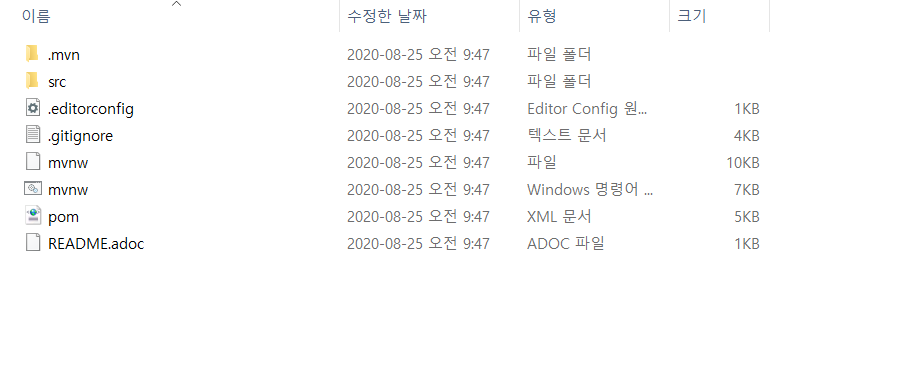 이름 수정한 날짜 유형 크기
.mvn 2020-08-25 오전 9:47 파일 폴더
src 2020-08-25 오전 9:47 파일 폴더
.editorconfig 2020-08-25 오전 9:47 Editor Config 원... 1KB
.gitignore 2020-08-25 오전 9:47 텍스트 문서 4KB
mvnw 2020-08-25 오전 9:47 파일 10KB
mvnw 2020-08-25 오전 9:47 Windows 명령어 ... 7KB
pom 2020-08-25 오전 9:47 XML 문서 5KB
README.adoc 2020-08-25 오전 9:47 ADOC 파일 1KB